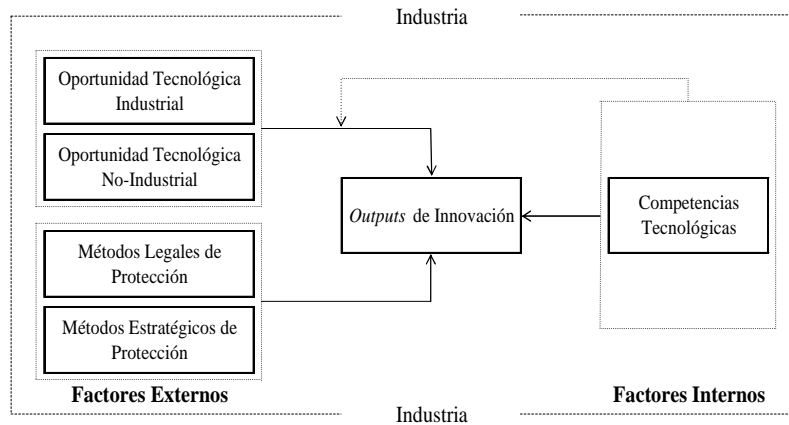 Industria
Oportunidad Tecnológica
Industrial
Oportunidad Tecnológica
No-Industrial
Outputs de Innovación
Competencias
Tecnológicas
Métodos Legales de
Protección
Métodos Estratégicos de
Protección
Factores Externos
Factores Internos
Industria